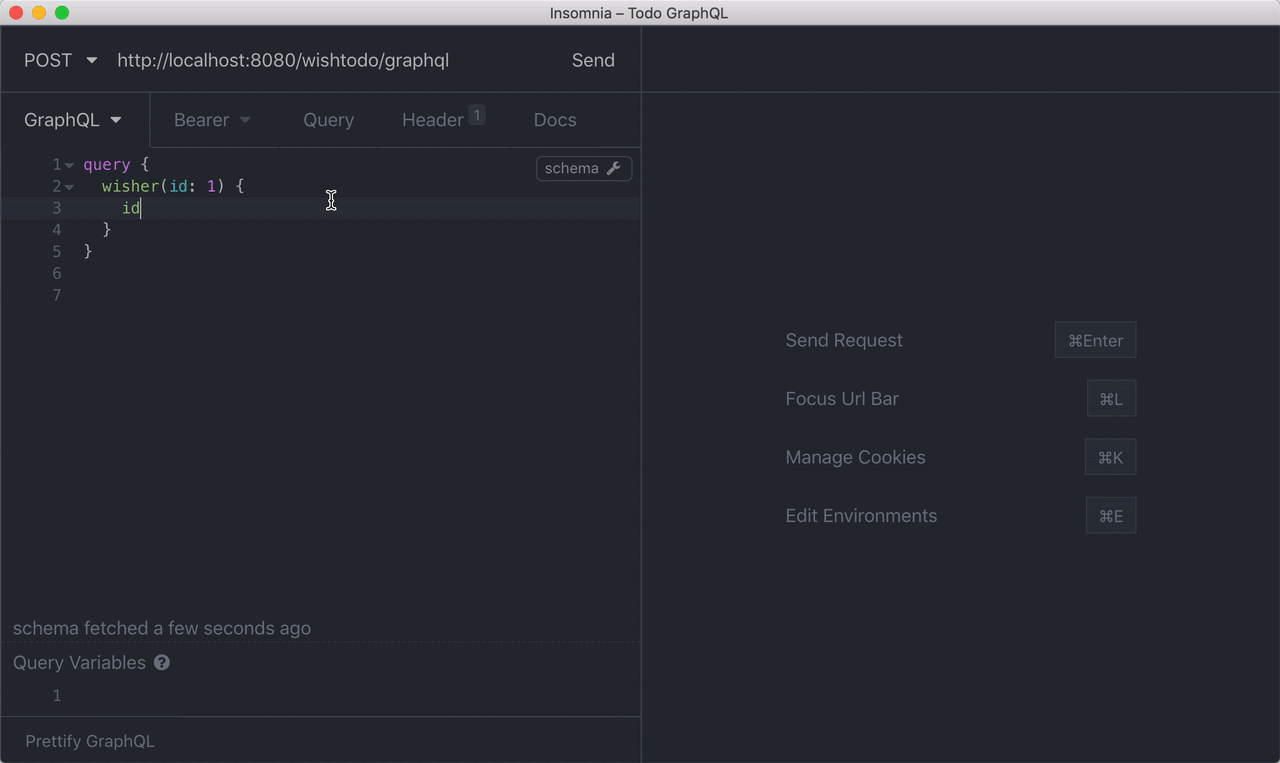 Insomnia – Todo GraphQL
POST http://localhost:8080/wishtodo/graphql Send
GraphQL Bearer Query Header 1 Docs
schema
1 query {
2 wisher(id: 1) {
3 id
4 }
5 }
6
7
Send Request ⌘Enter
Focus Url Bar ⌘L
Manage Cookies ⌘K
Edit Environments ⌘E
schema fetched a few seconds ago
Query Variables ?
1
Prettify GraphQL